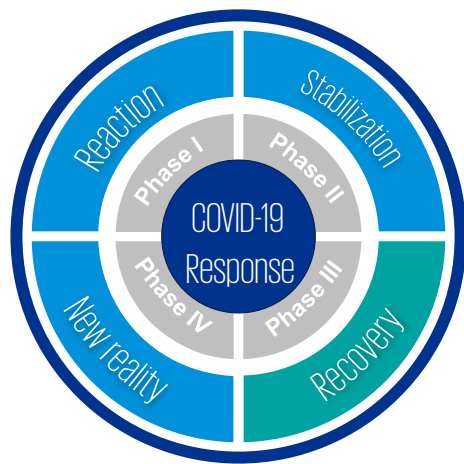 Reaction
Stabilization
Phase I
Phase II
COVID-19
Response
Phase IV
Phase III
New reality
Recovery